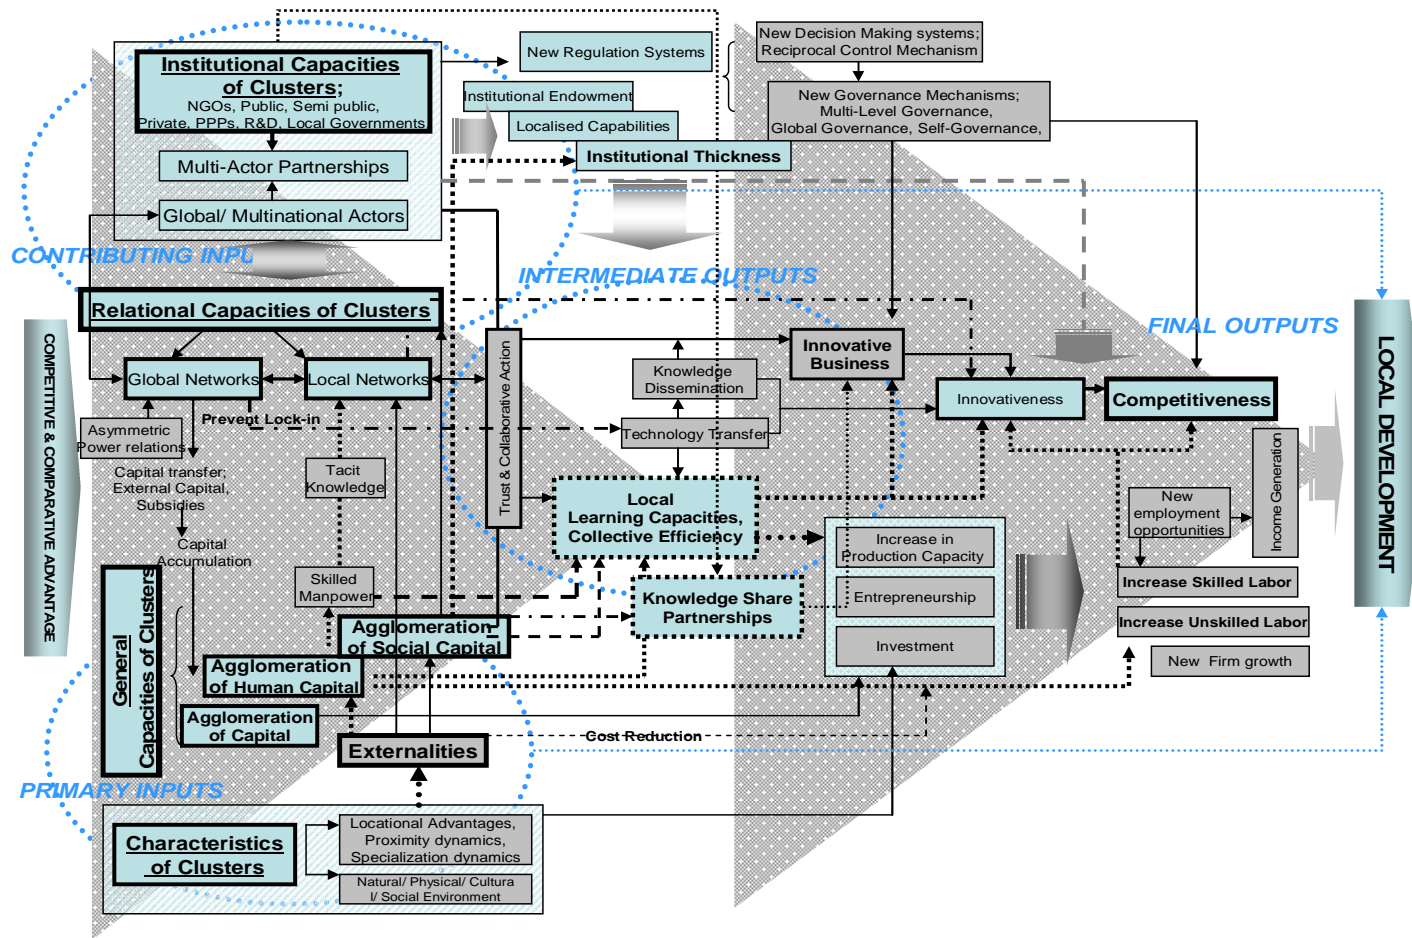 New Decision Making systems;
Reciprocal Control Mechanism
New Regulation Systems
Institutional Capacities
of Clusters;
NGOs, Public, Semi public,
Private, PPPs, R&D, Local Governments
Institutional Endowment
New Governance Mechanisms;
Multi-Level Governance,
Global Governance, Self-Governance,
Localised Capabilities
Institutional Thickness
Multi-Actor Partnerships
Global/ Multinational Actors
CONTRIBUTING INPU
INTERMEDIATE OUTPUTS
FINAL OUTPUTS
Relational Capacities of Clusters
COMPETITIVE & COMPARATIVE ADVANTAGE
Global Networks
Local Networks
Trust & Collaborative Action
Innovative
Business
Knowledge
Dissemination
Innovativeness
Competitiveness
LOCAL DEVELOPMENT
Prevent Lock-in
Asymmetric
Power relations
Technology Transfer
Capital transfer;
External Capital,
Subsidies
Tacit
Knowledge
Local
Learning Capacities,
Collective Efficiency
New
employment
opportunities
Income Generation
Capital
Accumulation
Increase in
Production Capacity
Skilled
Manpower
Knowledge Share
Partnerships
Entrepreneurship
Increase Skilled Labor
General
Capacities of Clusters
Agglomeration
of Social Capital
Increase Unskilled Labor
Investment
New Firm growth
Agglomeration
of Human Capital
Agglomeration
of Capital
Externalities
Cost Reduction
PRIMARY INPUTS
Characteristics
of Clusters
Locational Advantages,
Proximity dynamics,
Specialization dynamics
Natural/ Physical/ Cultura
l/ Social Environment